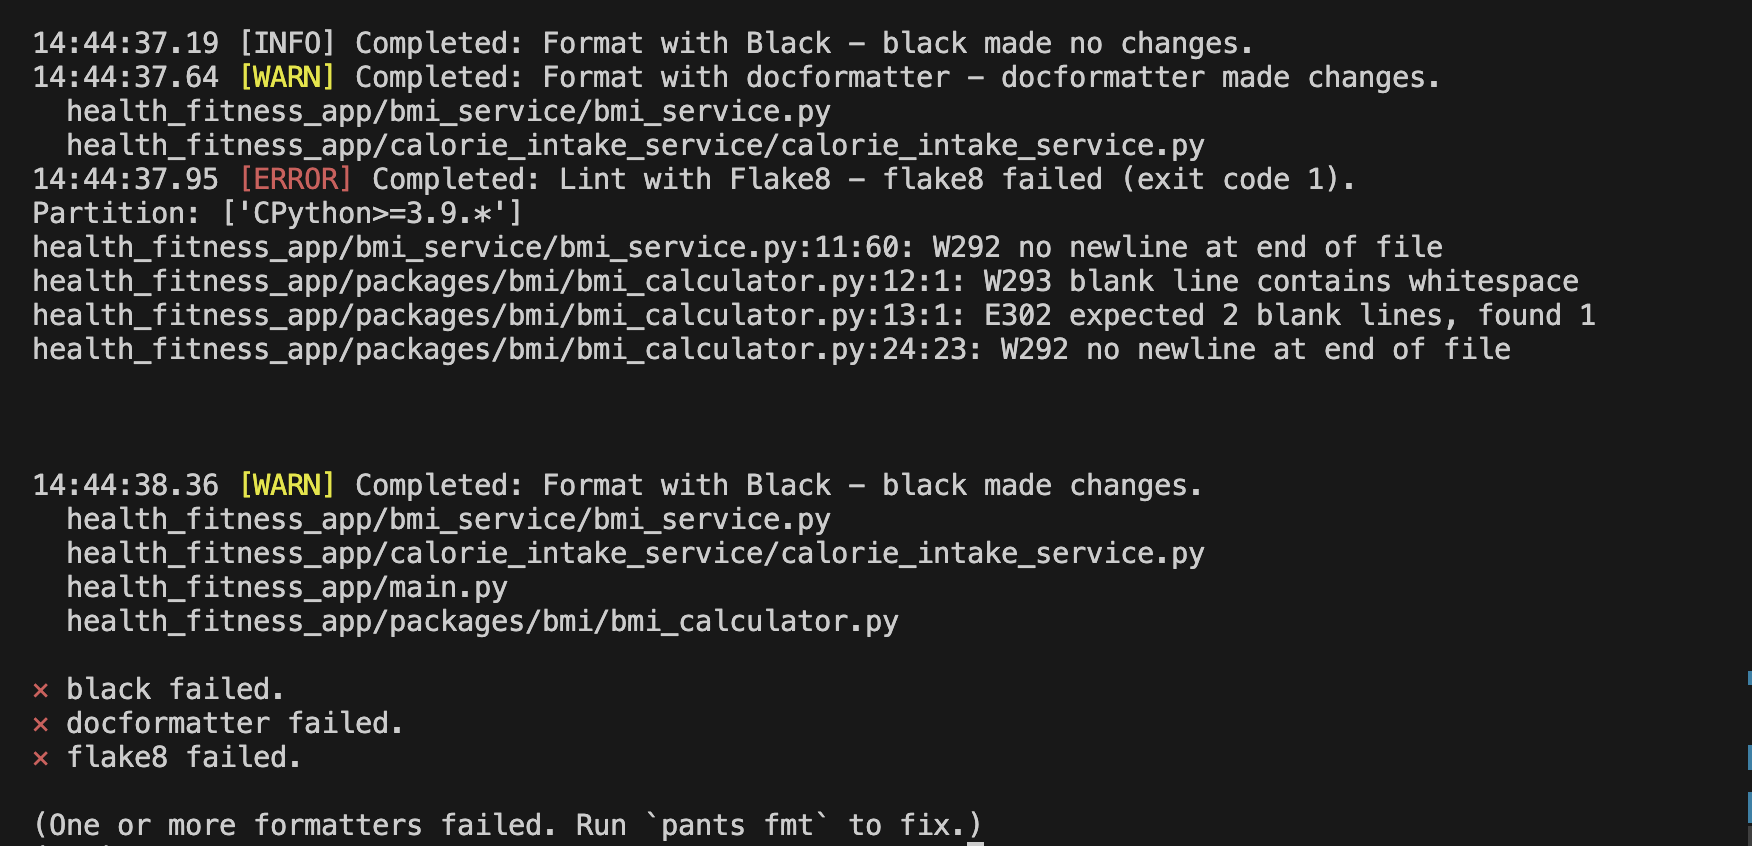 14:44:37.19 [INFO] Completed: Format with Black - black made no changes.
14:44:37.64 [WARN] Completed: Format with docformatter - docformatter made changes.
  health_fitness_app/bmi_service/bmi_service.py
  health_fitness_app/calorie_intake_service/calorie_intake_service.py
14:44:37.95 [ERROR] Completed: Lint with Flake8 - flake8 failed (exit code 1).
Partition: ['CPython>=3.9.*']
health_fitness_app/bmi_service/bmi_service.py:11:60: W292 no newline at end of file
health_fitness_app/packages/bmi/bmi_calculator.py:12:1: W293 blank line contains whitespace
health_fitness_app/packages/bmi/bmi_calculator.py:13:1: E302 expected 2 blank lines, found 1
health_fitness_app/packages/bmi/bmi_calculator.py:24:23: W292 no newline at end of file
14:44:38.36 [WARN] Completed: Format with Black - black made changes.
  health_fitness_app/bmi_service/bmi_service.py
  health_fitness_app/calorie_intake_service/calorie_intake_service.py
  health_fitness_app/main.py
  health_fitness_app/packages/bmi/bmi_calculator.py
✕ black failed.
✕ docformatter failed.
✕ flake8 failed.
(One or more formatters failed. Run `pants fmt` to fix.)